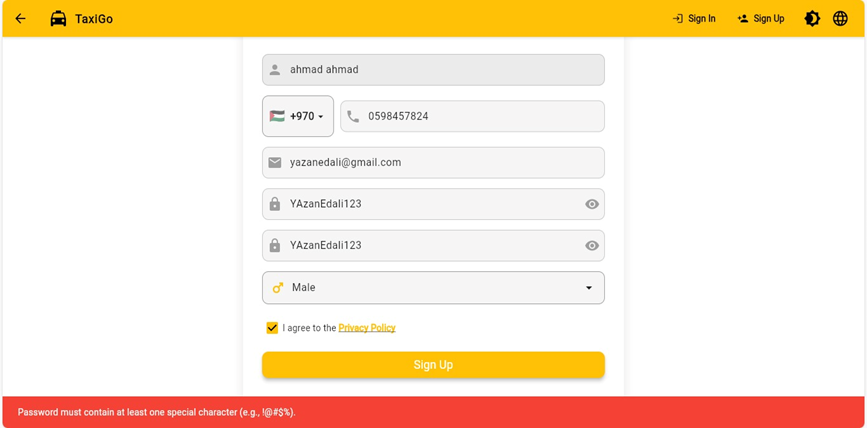 TaxiGo
Sign In
Sign Up
ahmad ahmad
+970
0598457824
yazanedali@gmail.com
YAzanEdali123
YAzanEdali123
Male
I agree to the Privacy Policy
Sign Up
Password must contain at least one special character (e.g., !@#$%).